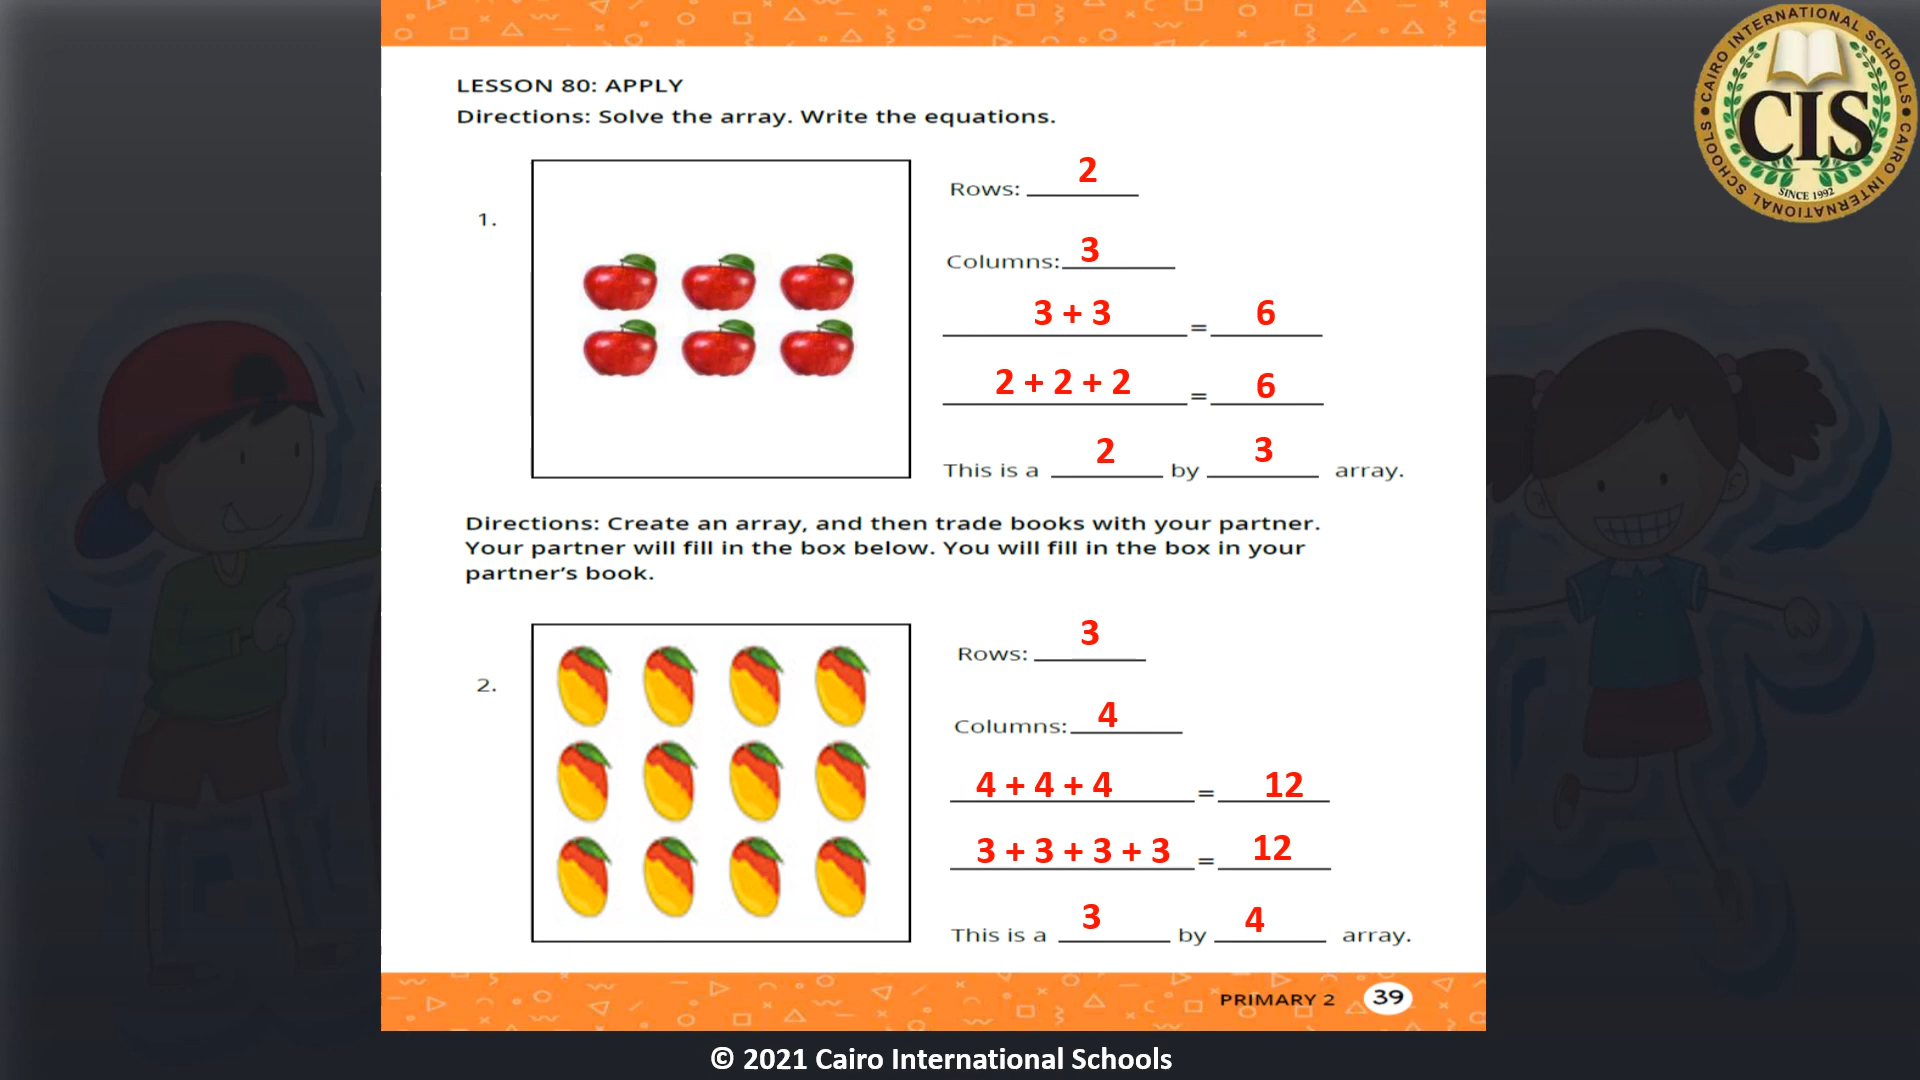 LESSON 80: APPLY
Directions: Solve the array. Write the equations.
1.
Rows: 2
Columns: 3
3 + 3 = 6
2 + 2 + 2 = 6
This is a 2 by 3 array.
Directions: Create an array, and then trade books with your partner.
Your partner will fill in the box below. You will fill in the box in your
partner's book.
2.
Rows: 3
Columns: 4
4 + 4 + 4 = 12
3 + 3 + 3 + 3 = 12
This is a 3 by 4 array.
PRIMARY 2 39
© 2021 Cairo International Schools
CAIRO INTERNATIONAL SCHOOLS • CAIRO INTERNATIONAL SCHOOLS •
CIS
SINCE 1992